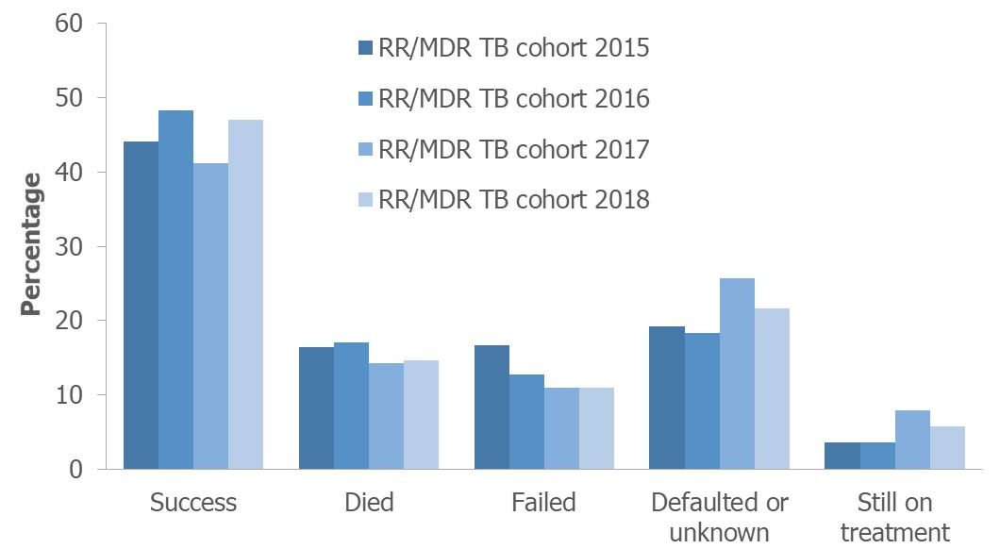 60
50
40
30
20
10
0
Percentage
RR/MDR TB cohort 2015
RR/MDR TB cohort 2016
RR/MDR TB cohort 2017
RR/MDR TB cohort 2018
Success
Died
Failed
Defaulted or
unknown
Still on
treatment